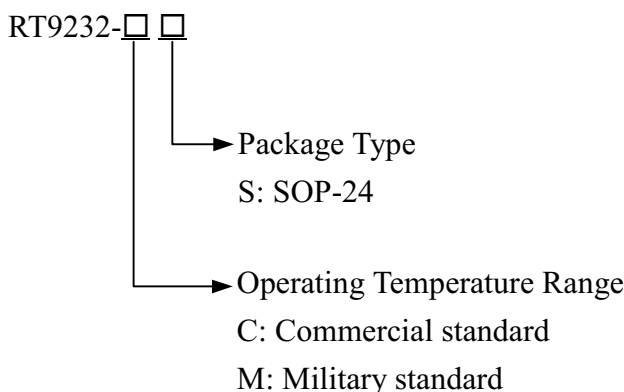 RT9232-□ □
Package Type
S: SOP-24
Operating Temperature Range
C: Commercial standard
M: Military standard